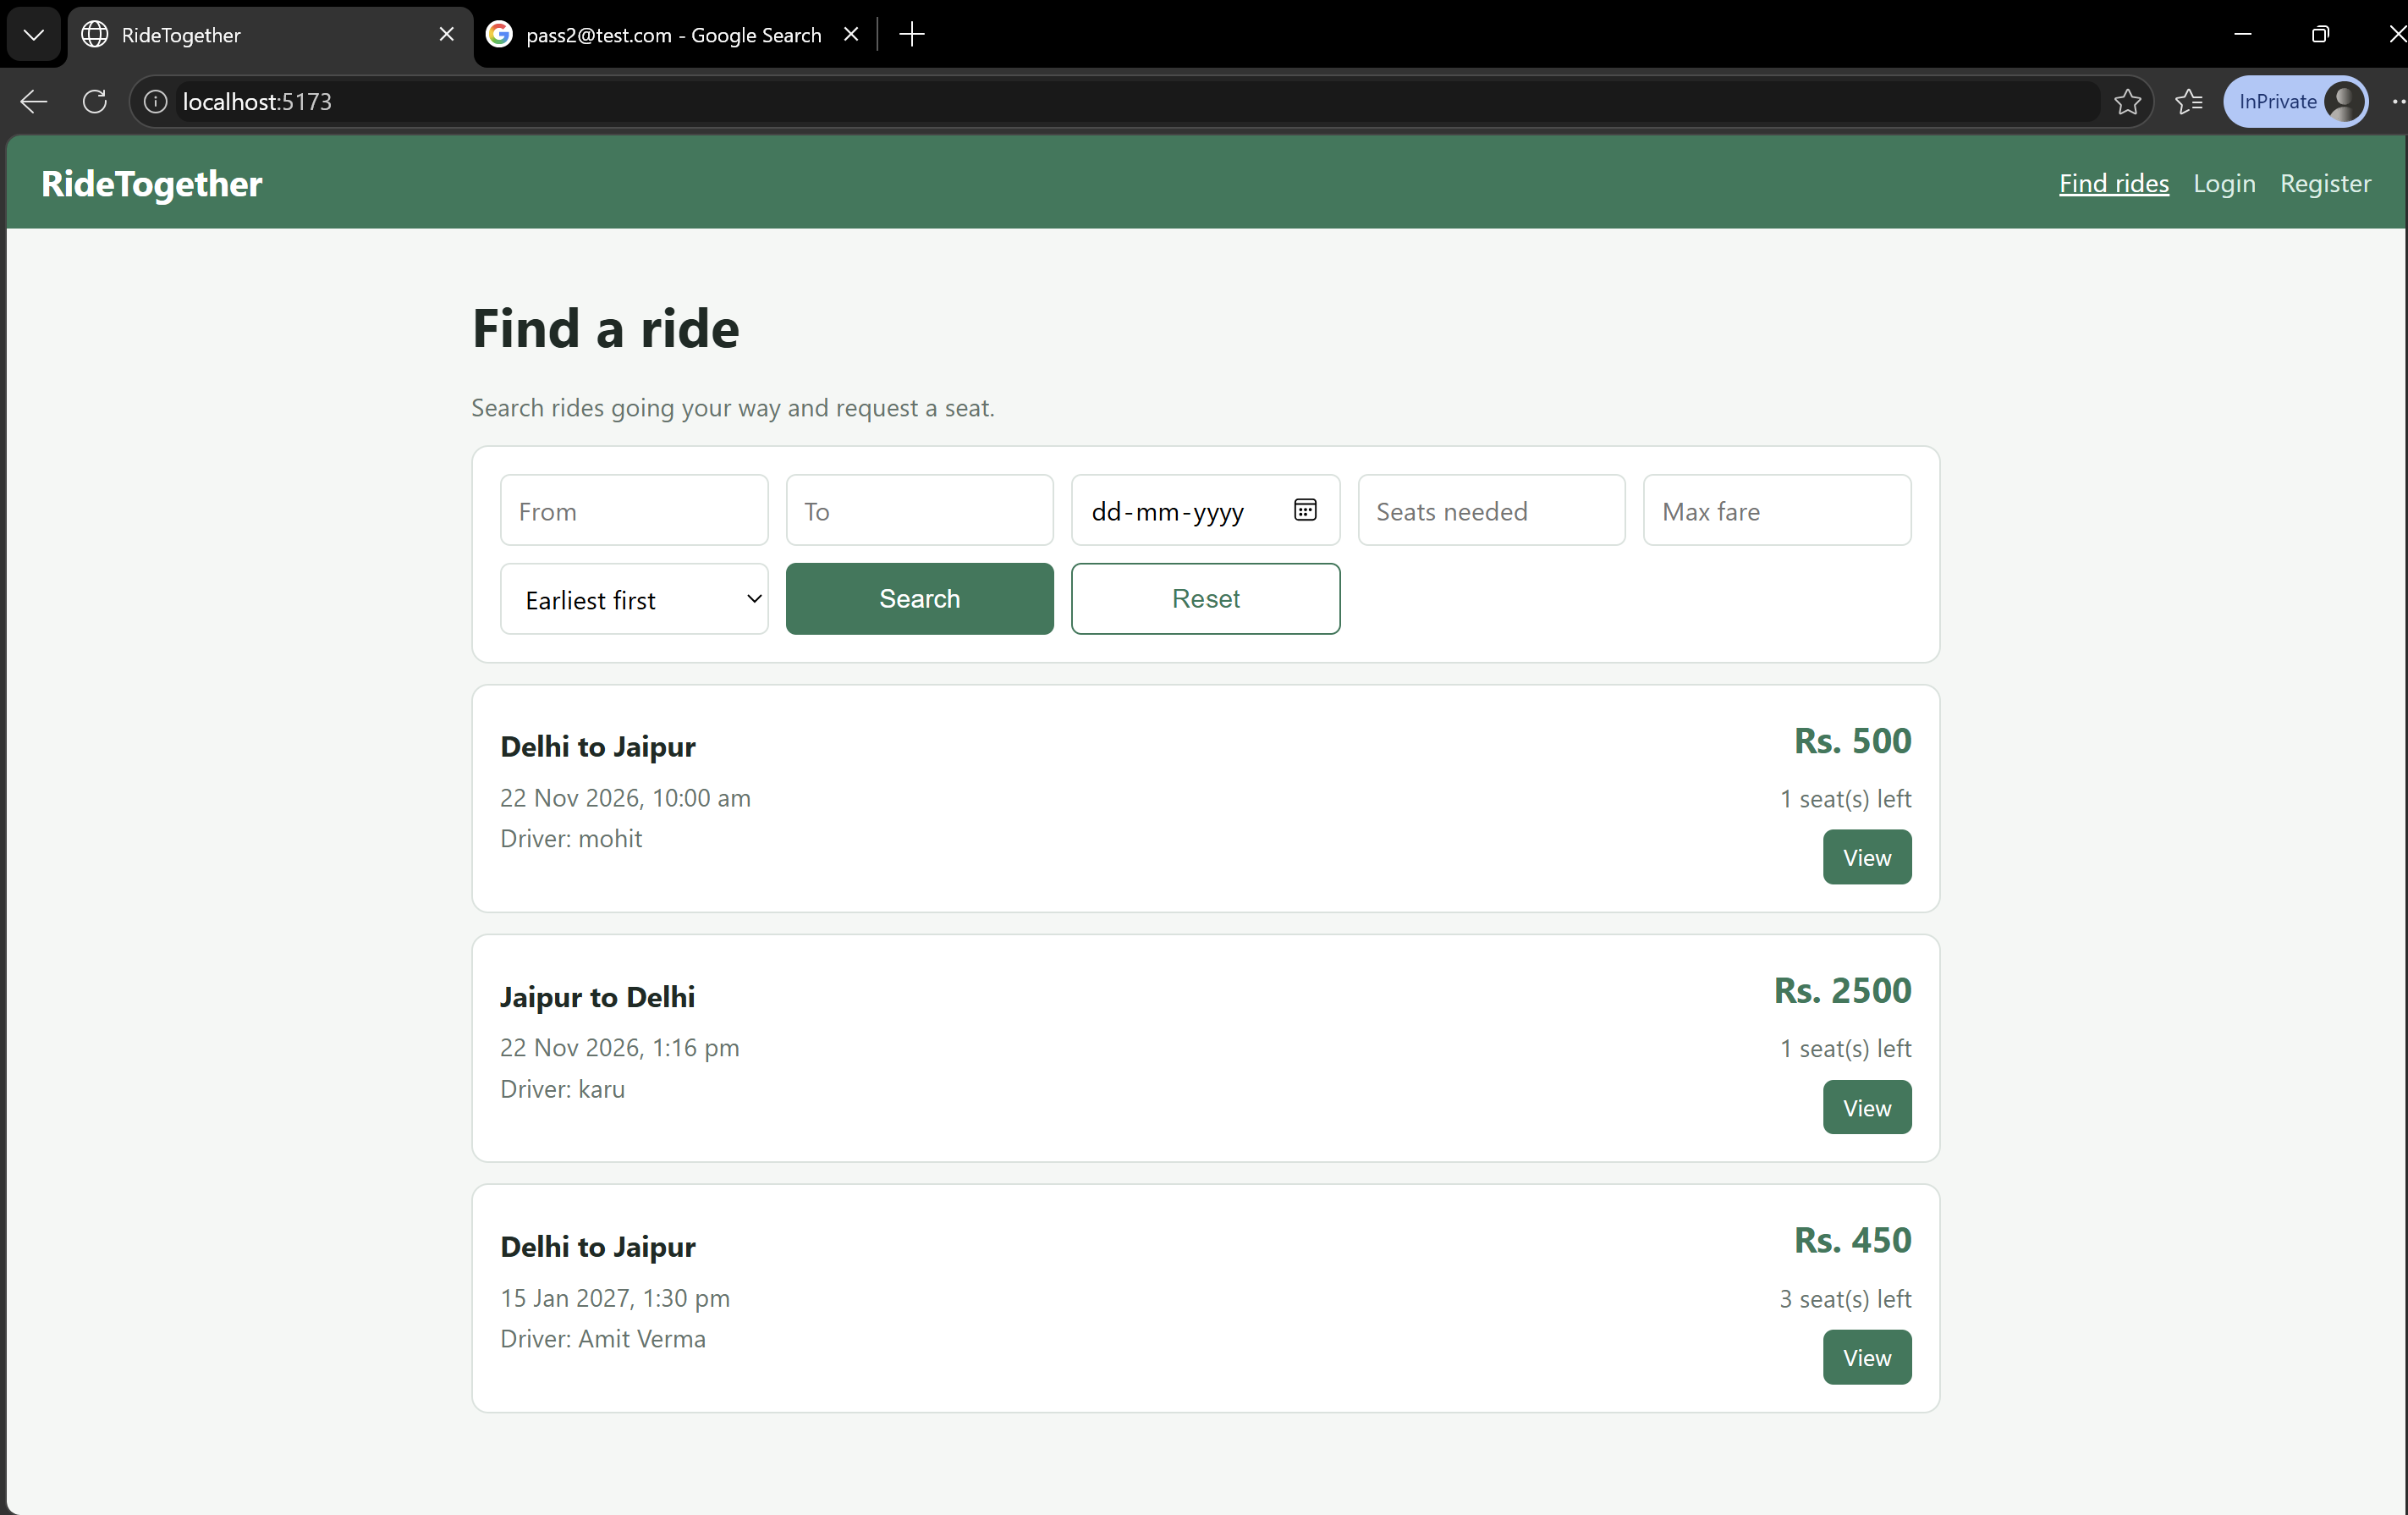 RideTogether
pass2@test.com - Google Search
localhost:5173
InPrivate
RideTogether
Find rides Login Register
Find a ride
Search rides going your way and request a seat.
From To dd-mm-yyyy Seats needed Max fare
Earliest first Search Reset
Delhi to Jaipur
Rs. 500
22 Nov 2026, 10:00 am
1 seat(s) left
Driver: mohit
View
Jaipur to Delhi
Rs. 2500
22 Nov 2026, 1:16 pm
1 seat(s) left
Driver: karu
View
Delhi to Jaipur
Rs. 450
15 Jan 2027, 1:30 pm
3 seat(s) left
Driver: Amit Verma
View